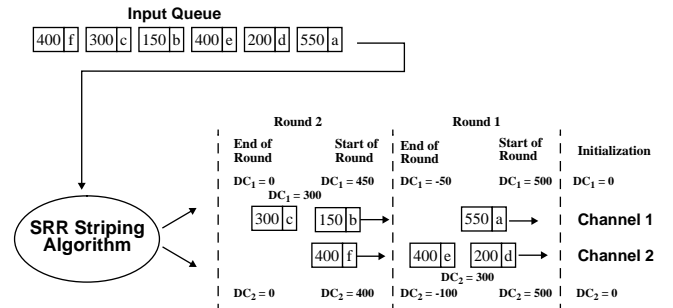 Input Queue
400 f 300 c 150 b 400 e 200 d 550 a
Round 2 Round 1
End of Round Start of Round End of Round Start of Round Initialization
DC1 = 0 DC1 = 450 DC1 = -50 DC1 = 500 DC1 = 0
DC1 = 300
SRR Striping Algorithm
300 c 150 b 550 a Channel 1
400 f 400 e 200 d Channel 2
DC2 = 300
DC2 = 0 DC2 = 400 DC2 = -100 DC2 = 500 DC2 = 0